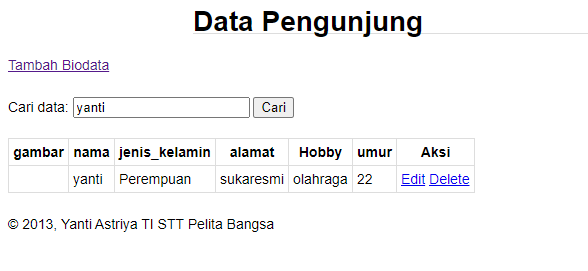 Data Pengunjung
Tambah Biodata
Cari data: yanti Cari
gambar nama jenis_kelamin alamat Hobby umur Aksi
yanti Perempuan sukaresmi olahraga 22 Edit Delete
© 2013, Yanti Astriya TI STT Pelita Bangsa